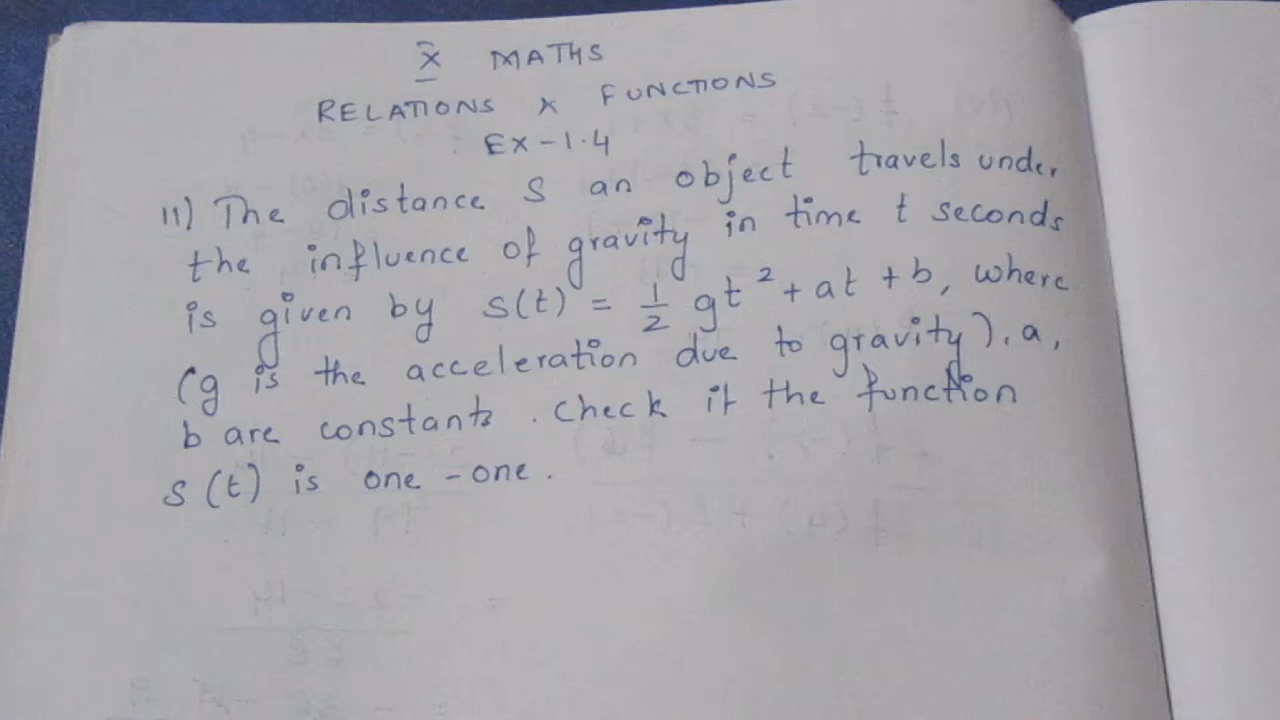 X MATHS
RELATIONS & FUNCTIONS
EX-1.4
11) The distance S an object travels under
the influence of gravity in time t seconds
is given by s(t) = 1/2 gt² + at + b, where
(g is the acceleration due to gravity), a,
b are constants. check if the function
s(t) is one-one.